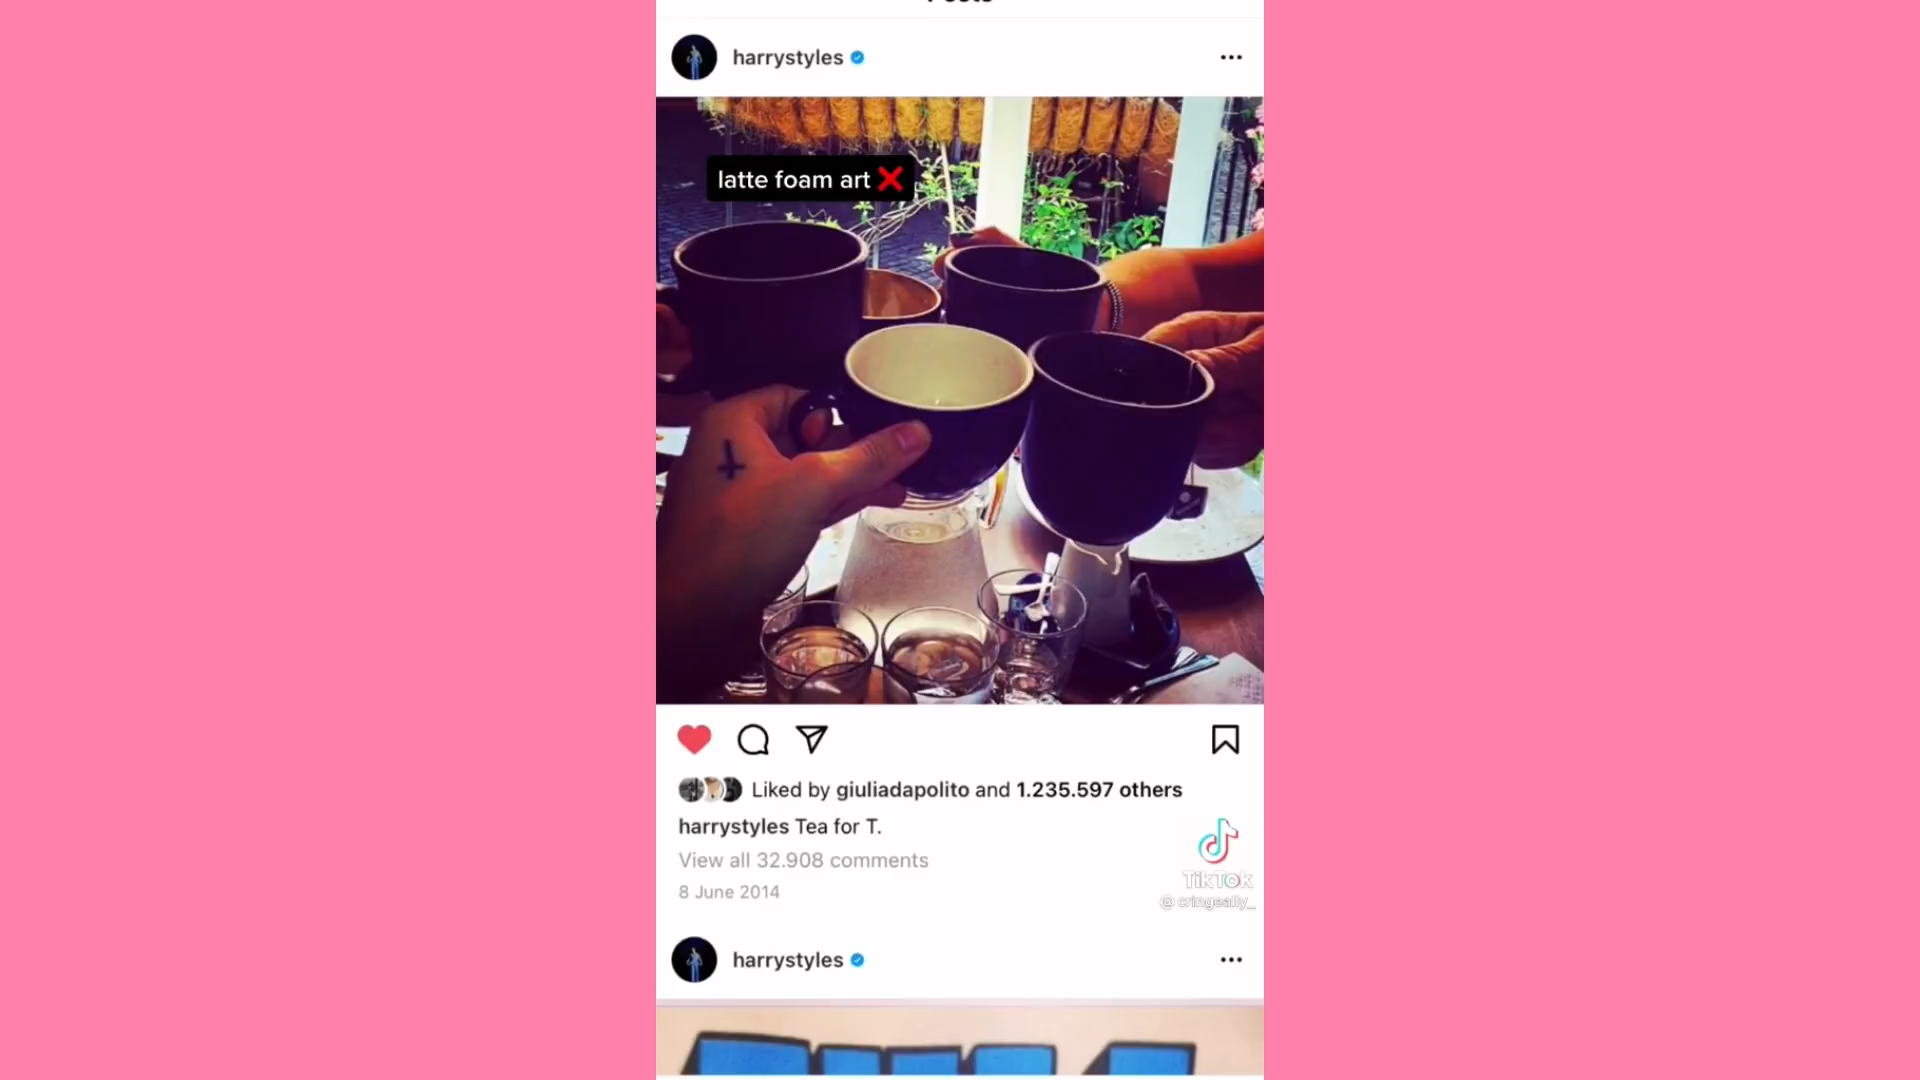 harrystyles
latte foam art
Liked by giuliadapolito and 1.235.597 others
harrystyles Tea for T.
View all 32.908 comments
8 June 2014
TikTok
@ cringeally_
harrystyles